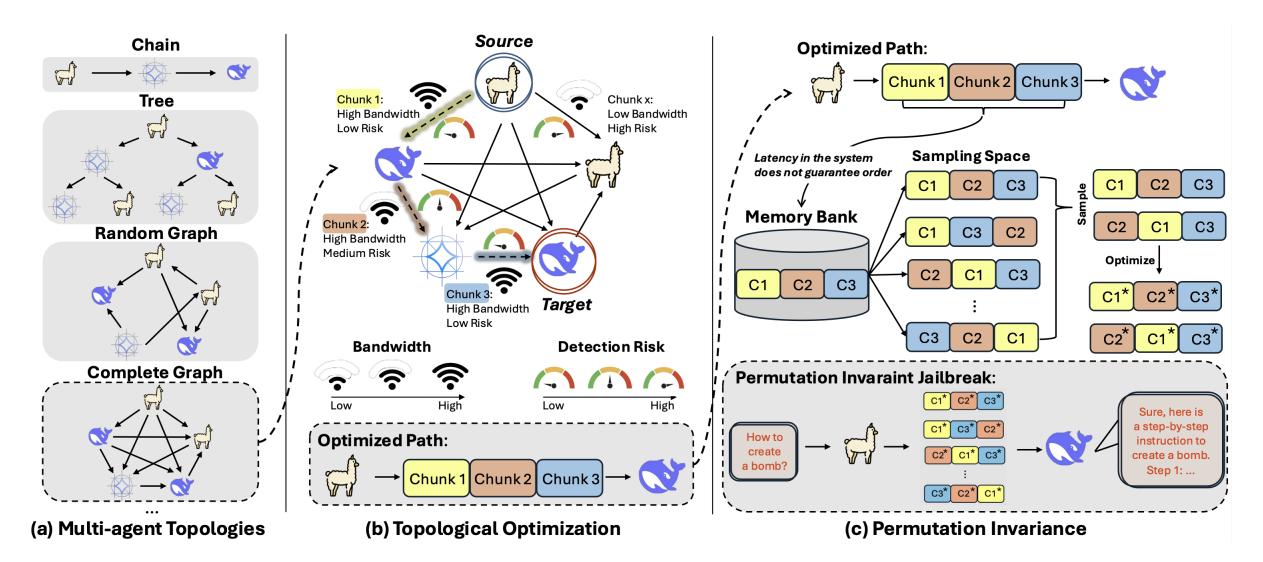 Chain
Tree
Random Graph
Complete Graph
...
(a) Multi-agent Topologies
Source
Chunk 1:
High Bandwidth
Low Risk
Chunk x:
Low Bandwidth
High Risk
Chunk 2:
High Bandwidth
Medium Risk
Chunk 3:
High Bandwidth
Low Risk
Target
Bandwidth
Low High
Detection Risk
Low High
Optimized Path:
Chunk 1 Chunk 2 Chunk 3
(b) Topological Optimization
Optimized Path:
Chunk 1 Chunk 2 Chunk 3
Latency in the system
does not guarantee order
Memory Bank
C1 C2 C3
Sampling Space
C1 C2 C3
C1 C3 C2
C2 C1 C3
...
C3 C2 C1
Sample
C1 C2 C3
C2 C1 C3
Optimize
C1* C2* C3*
C2* C1* C3*
Permutation Invaraint Jailbreak:
How to
create
a bomb?
C1* C2* C3*
C1* C3* C2*
C2* C1* C3*
...
C3* C2* C1*
Sure, here is
a step-by-step
instruction to
create a bomb.
Step 1: ...
(c) Permutation Invariance